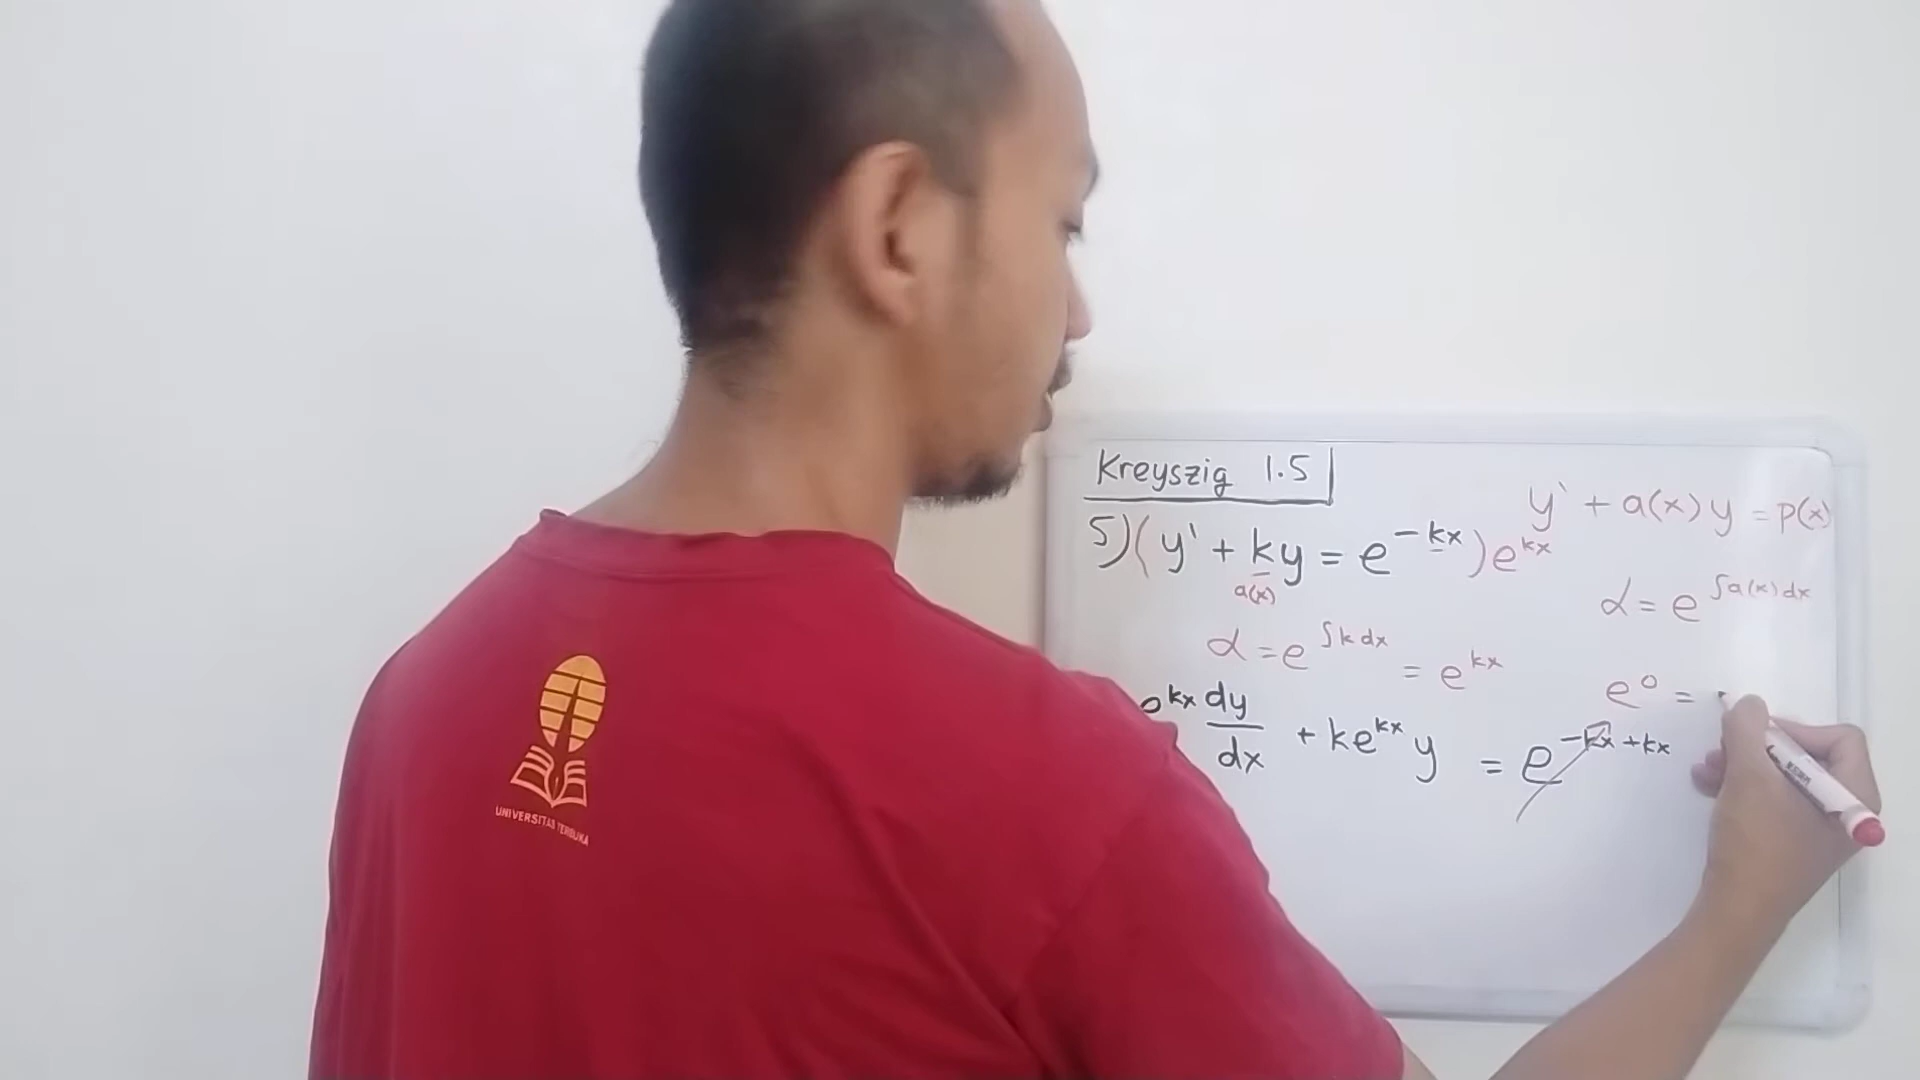 Kreyszig 1.5
y' + a(x) y = p(x)
5) ( y' + ky = e^{-kx} ) e^{kx}
a(x)
α = e^{∫a(x)dx}
α = e^{∫k dx} = e^{kx}
e^0 =
e^{kx} dy/dx + ke^{kx} y = e^{-kx+kx}
UNIVERSITAS TERBUKA